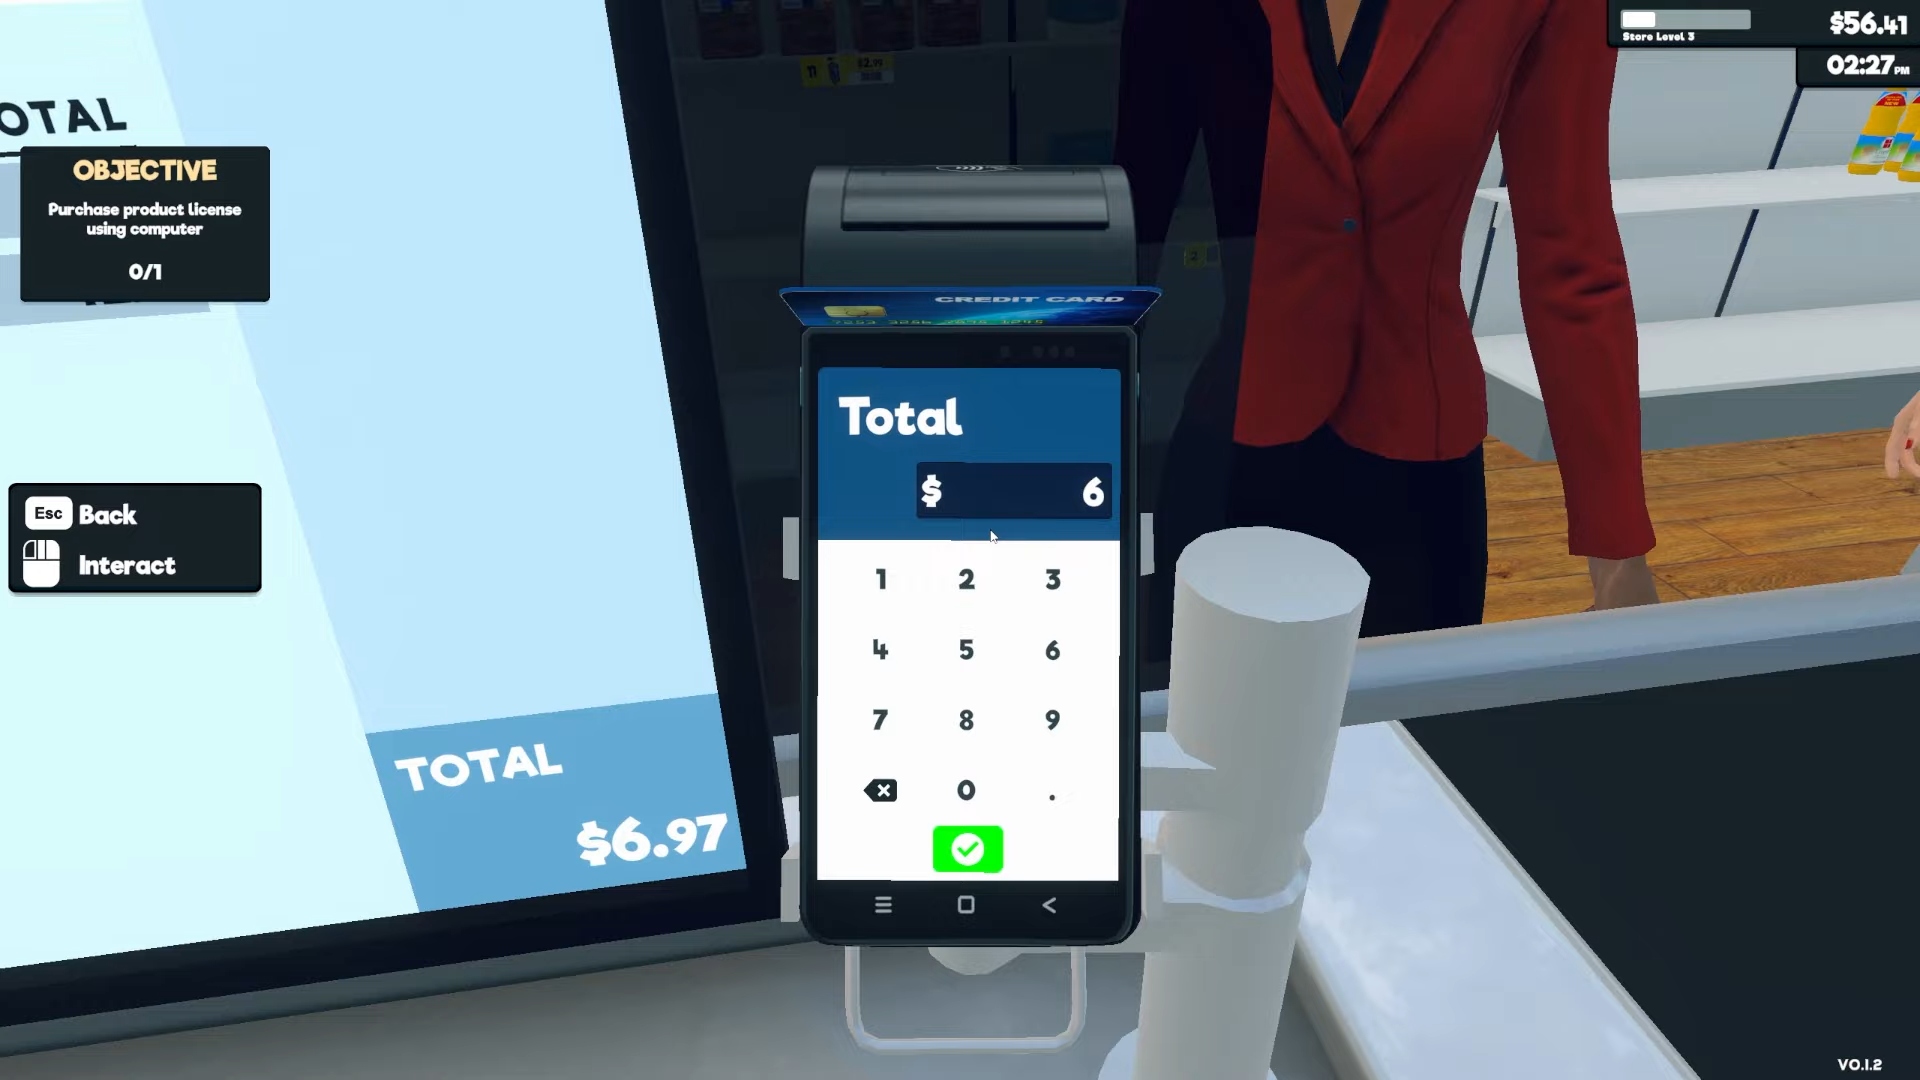 $56.41
Store Level 3
02:27PM
$2.99
OTAL
OBJECTIVE
Purchase product license
using computer
0/1
CREDIT CARD
Total
$ 6
Esc Back
Interact
1 2 3
4 5 6
7 8 9
0 .
TOTAL
$6.97
V0.1.2